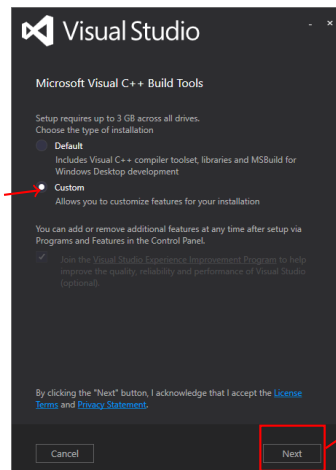 Visual Studio
Microsoft Visual C++ Build Tools
Setup requires up to 3 GB across all drives.
Choose the type of installation
Default
Includes Visual C++ compiler toolset, libraries and MSBuild for
Windows Desktop development
Custom
Allows you to customize features for your installation
You can add or remove additional features at any time after setup via
Programs and Features in the Control Panel.
Join the Visual Studio Experience Improvement Program to help
improve the quality, reliability and performance of Visual Studio
(optional).
By clicking the "Next" button, I acknowledge that I accept the License
Terms and Privacy Statement.
Cancel
Next